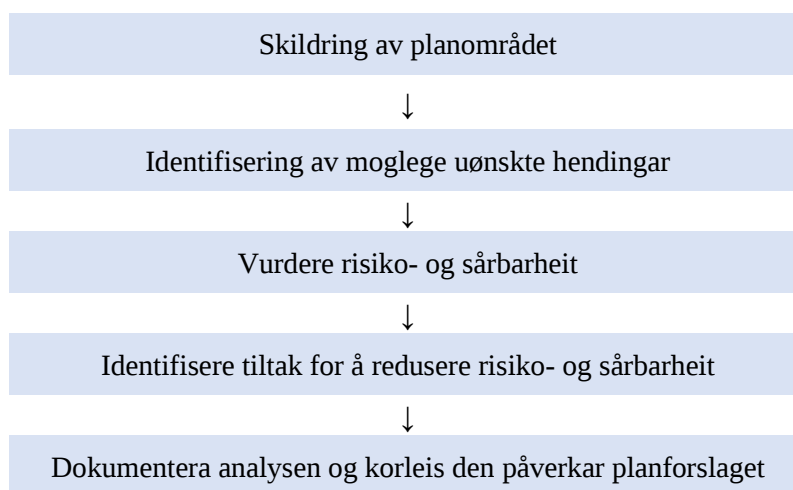 Skildring av planområdet
↓
Identifisering av moglege uønskte hendingar
↓
Vurdere risiko- og sårbarheit
↓
Identifisere tiltak for å redusere risiko- og sårbarheit
↓
Dokumentera analysen og korleis den påverkar planforslaget